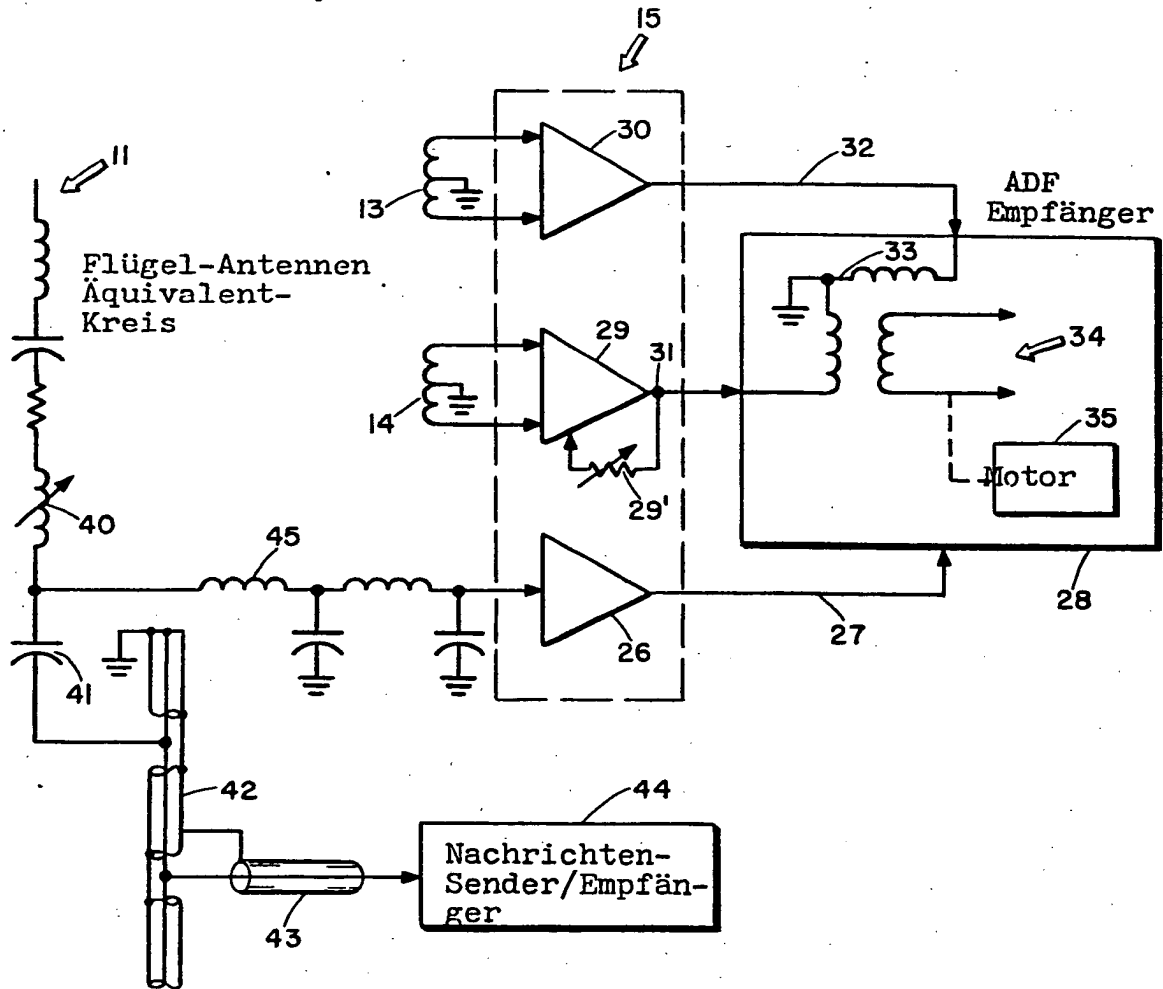 15
11
30
32
13
ADF
Empfänger
Flügel-Antennen
Äquivalent-
Kreis
33
29
31
34
14
35
Motor
29'
40
45
26
27
28
41
42
44
Nachrichten-
Sender/Empfän-
ger
43